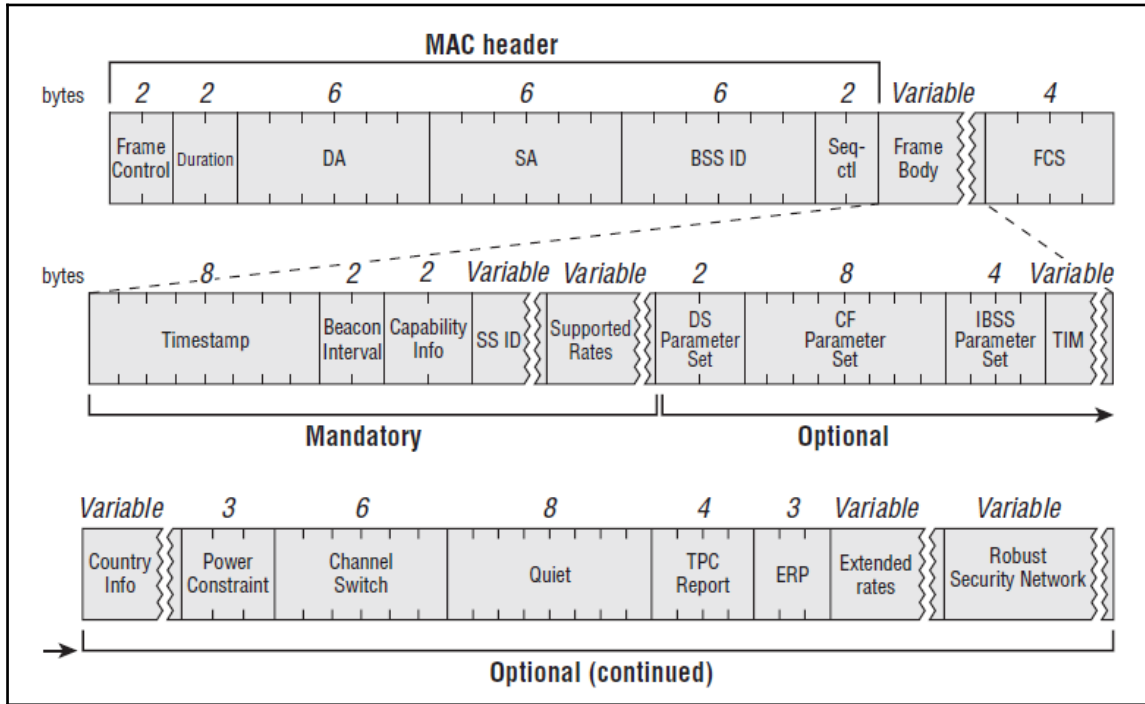 MAC header
bytes 2 2 6 6 6 2 Variable 4
Frame Control Duration DA SA BSS ID Seq-ctl Frame Body FCS
bytes 8 2 2 Variable Variable 2 8 4 Variable
Timestamp Beacon Interval Capability Info SS ID Supported Rates DS Parameter Set CF Parameter Set IBSS Parameter Set TIM
Mandatory Optional
Variable 3 6 8 4 3 Variable Variable
Country Info Power Constraint Channel Switch Quiet TPC Report ERP Extended rates Robust Security Network
Optional (continued)